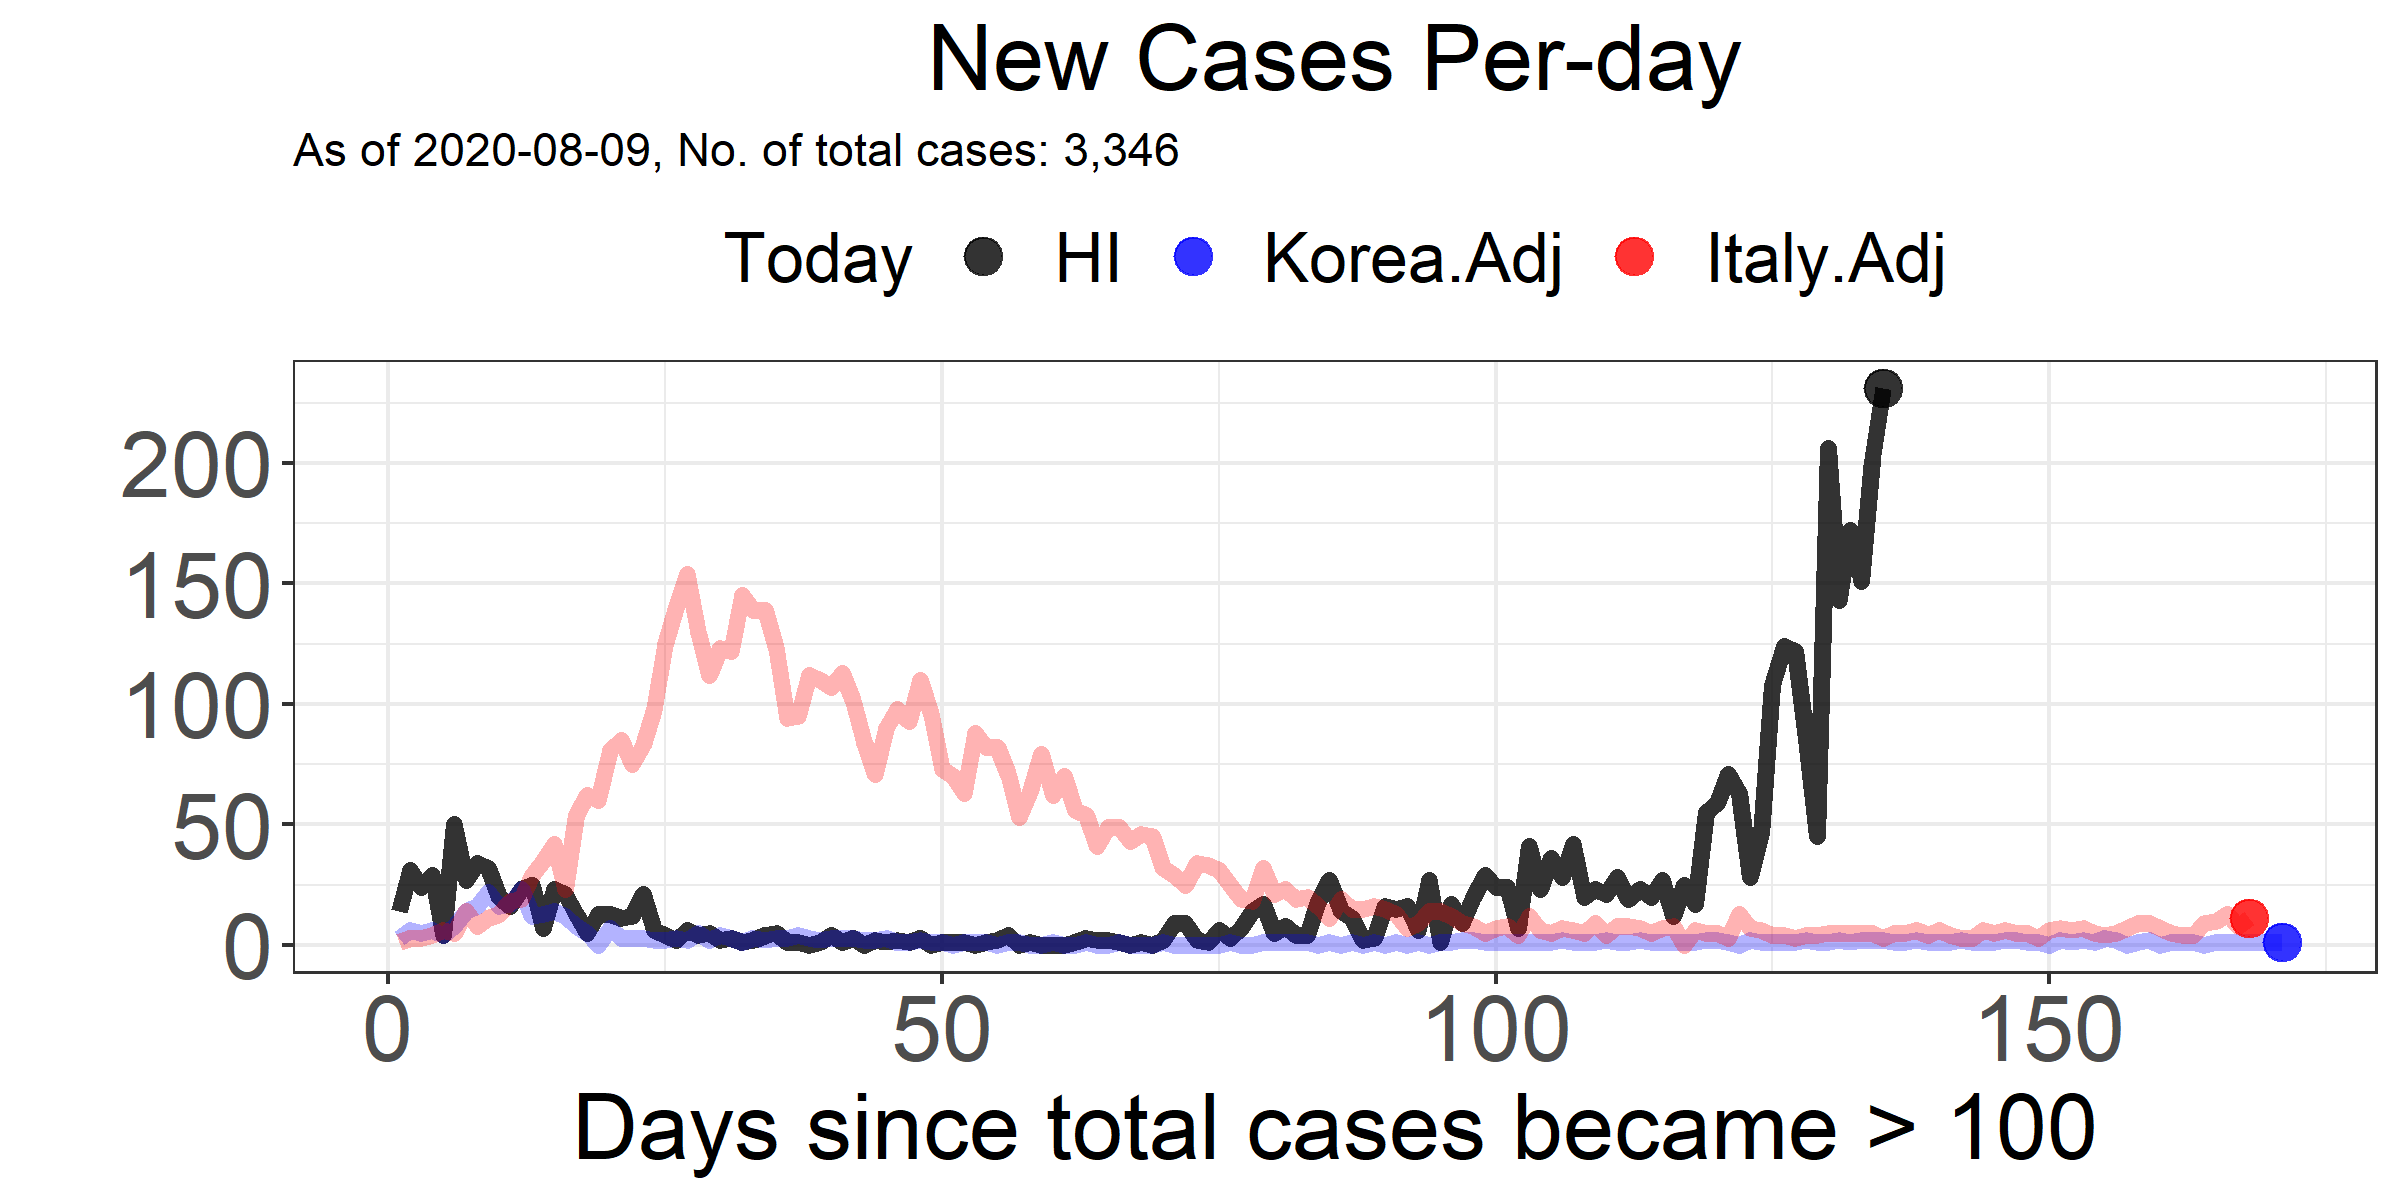 New Cases Per-day
As of 2020-08-09, No. of total cases: 3,346
Today HI Korea.Adj Italy.Adj
200
150
100
50
0
0 50 100 150
Days since total cases became > 100